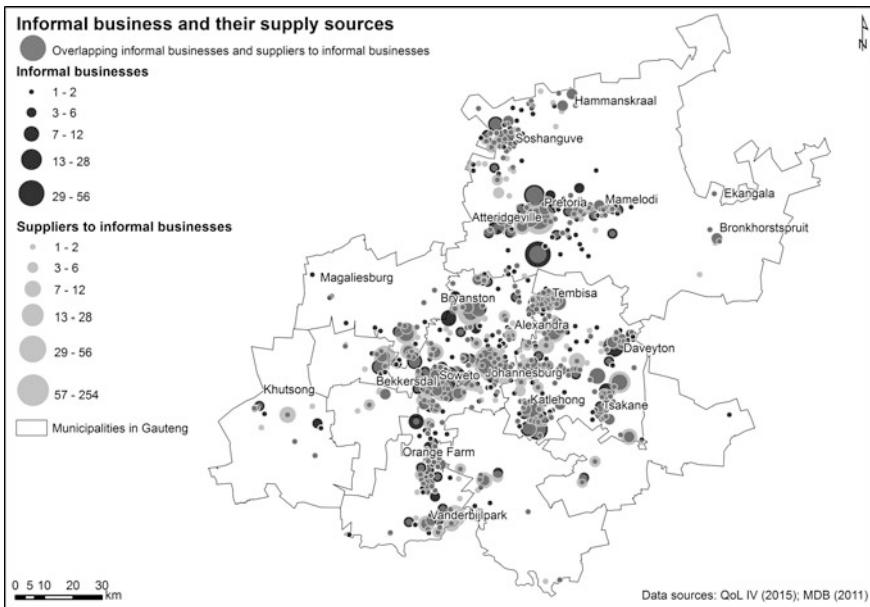 Informal business and their supply sources
Overlapping informal businesses and suppliers to informal businesses
Informal businesses
1 - 2
3 - 6
7 - 12
13 - 28
29 - 56
Suppliers to informal businesses
1 - 2
3 - 6
7 - 12
13 - 28
29 - 56
57 - 254
Municipalities in Gauteng
N
Hammanskraal
Soshanguve
Ekangala
Pretoria
Mamelodi
Atteridgeville
Bronkhorstspruit
Magaliesburg
Bryanston
Tembisa
Alexandra
Daveyton
Khutsong
Bekkersdal
Soweto
Johannesburg
Katlehong
Tsakane
Orange Farm
Vanderbijlpark
0 5 10 20 30
km
Data sources: QoL IV (2015); MDB (2011)